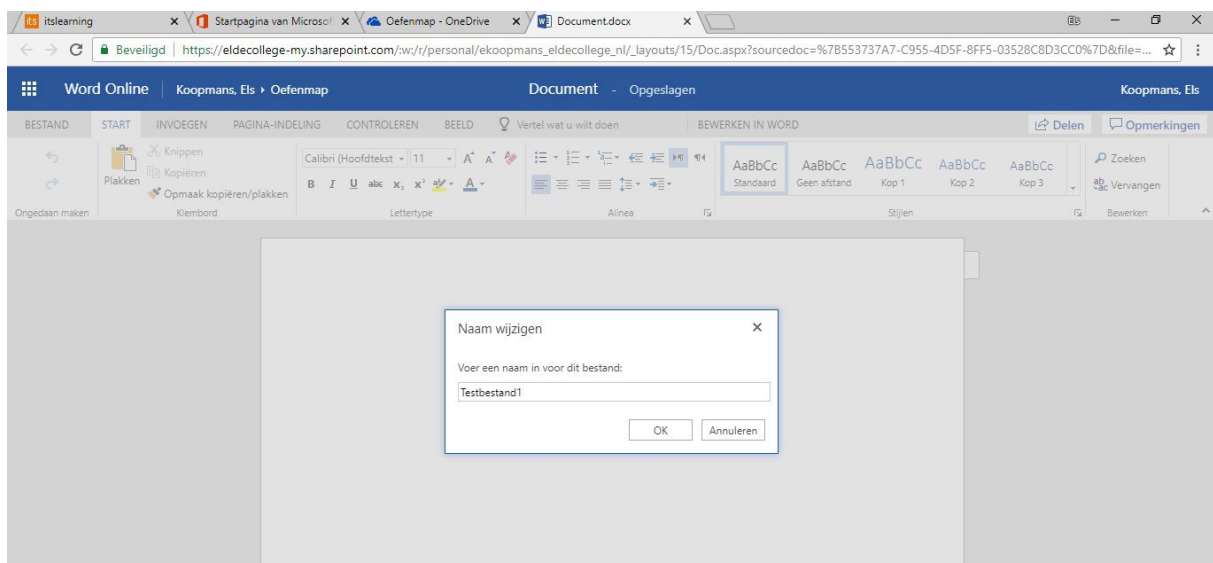 its itslearning Startpagina van Microsof Oefenmap - OneDrive Document.docx
Beveiligd https://eldecollege-my.sharepoint.com/:w:/r/personal/ekoopmans_eldecollege_nl/_layouts/15/Doc.aspx?sourcedoc=%7B553737A7-C955-4D5F-8FF5-03528C8D3CC0%7D&file=...
Word Online Koopmans, Els Oefenmap Document - Opgeslagen Koopmans, Els
BESTAND START INVOEGEN PAGINA-INDELING CONTROLEREN BEELD Vertel wat u wilt doen BEWERKEN IN WORD Delen Opmerkingen
Plakken Knippen
Kopiëren
Opmaak kopiëren/plakken
Calibri (Hoofdtekst 11 A A
B I U abc x₂ x² aby A
AaBbCc AaBbCc AaBbCc AaBbCc AaBbCc
Standaard Geen afstand Kop 1 Kop 2 Kop 3
Zoeken
Vervangen
Ongedaan maken Klembord Lettertype Alinea Stijlen Bewerken
Naam wijzigen
Voer een naam in voor dit bestand:
Testbestand1
OK Annuleren